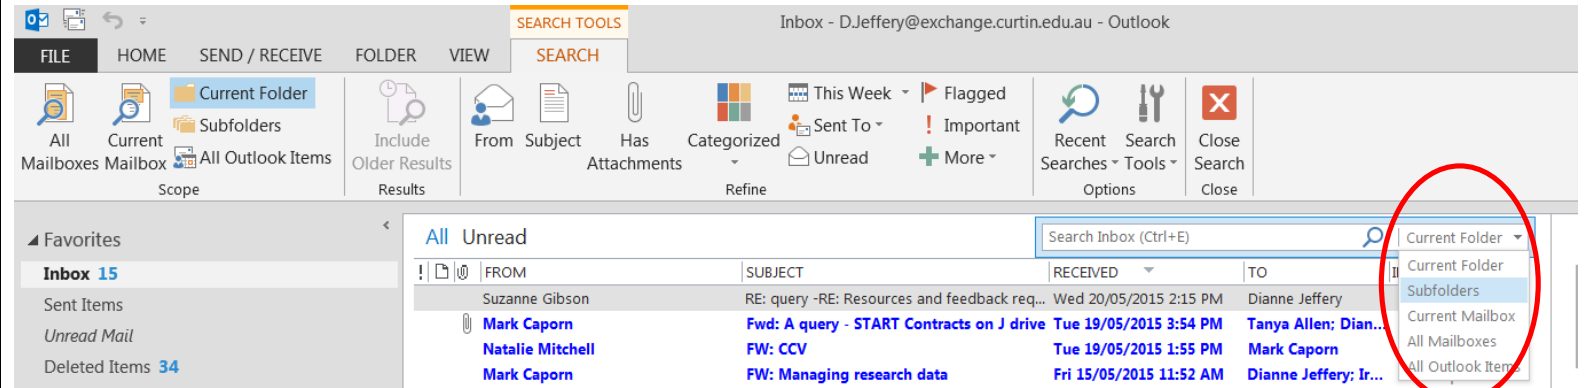 SEARCH TOOLS
Inbox - D.Jeffery@exchange.curtin.edu.au - Outlook
FILE HOME SEND / RECEIVE FOLDER VIEW SEARCH
All Mailboxes
Current Mailbox
Current Folder
Subfolders
All Outlook Items
Scope
Include Older Results
Results
From
Subject
Has Attachments
Categorized
This Week
Sent To
Unread
Flagged
Important
More
Refine
Recent Searches
Search Tools
Options
Close Search
Close
Favorites
Inbox 15
Sent Items
Unread Mail
Deleted Items 34
All Unread
Search Inbox (Ctrl+E)
Current Folder
FROM SUBJECT RECEIVED TO
Suzanne Gibson RE: query -RE: Resources and feedback req... Wed 20/05/2015 2:15 PM Dianne Jeffery
Mark Caporn Fwd: A query - START Contracts on J drive Tue 19/05/2015 3:54 PM Tanya Allen; Dian...
Natalie Mitchell FW: CCV Tue 19/05/2015 1:55 PM Mark Caporn
Mark Caporn FW: Managing research data Fri 15/05/2015 11:52 AM Dianne Jeffery; Ir...
Current Folder
Subfolders
Current Mailbox
All Mailboxes
All Outlook Items